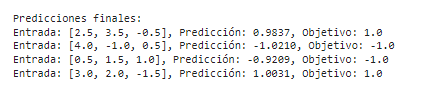 Predicciones finales:
Entrada: [2.5, 3.5, -0.5], Predicción: 0.9837, Objetivo: 1.0
Entrada: [4.0, -1.0, 0.5], Predicción: -1.0210, Objetivo: -1.0
Entrada: [0.5, 1.5, 1.0], Predicción: -0.9209, Objetivo: -1.0
Entrada: [3.0, 2.0, -1.5], Predicción: 1.0031, Objetivo: 1.0